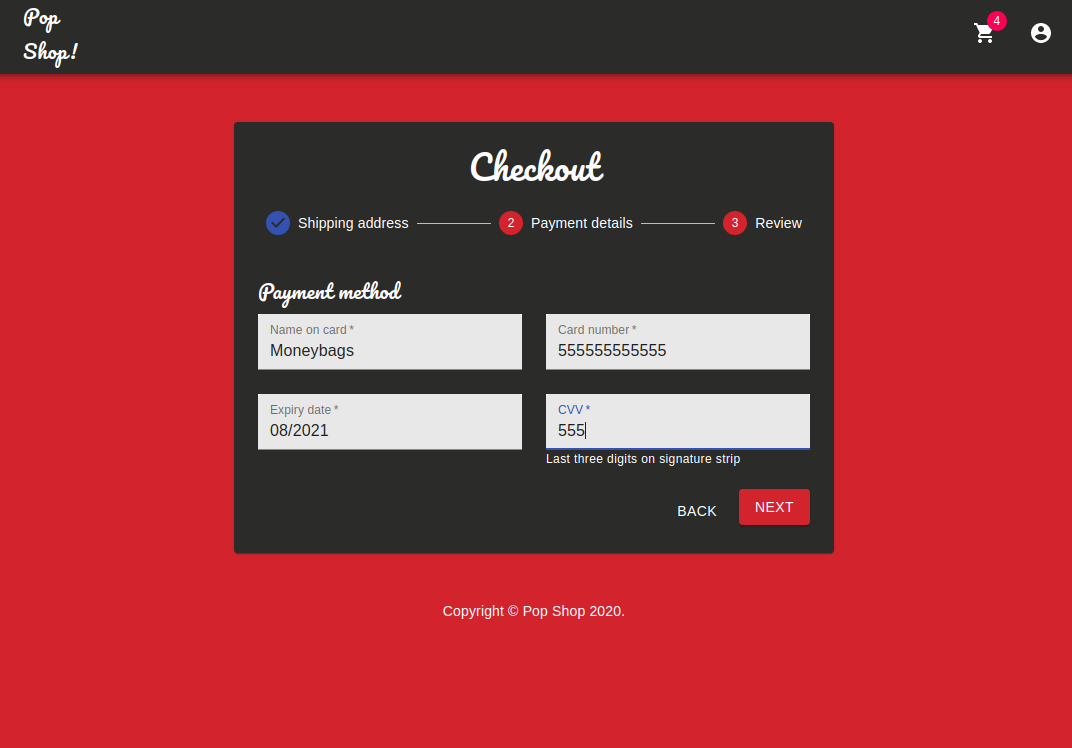 Pop
Shop!
4
Checkout
Shipping address
2 Payment details
3 Review
Payment method
Name on card *
Moneybags
Card number *
555555555555
Expiry date *
08/2021
CVV *
555
Last three digits on signature strip
BACK
NEXT
Copyright © Pop Shop 2020.